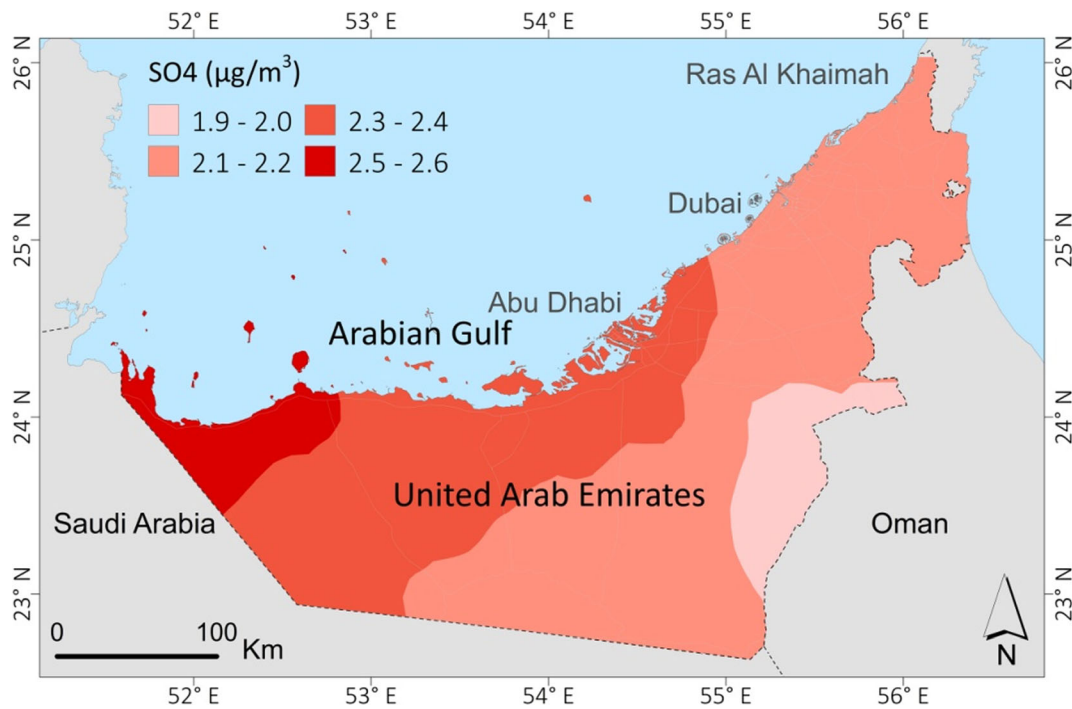 52° E 53° E 54° E 55° E 56° E
26° N 26° N
SO4 (µg/m³)
1.9 - 2.0 2.3 - 2.4
2.1 - 2.2 2.5 - 2.6
Ras Al Khaimah
Dubai
25° N 25° N
Abu Dhabi
Arabian Gulf
24° N 24° N
United Arab Emirates
Saudi Arabia
Oman
23° N 23° N
0 100
Km
N
52° E 53° E 54° E 55° E 56° E